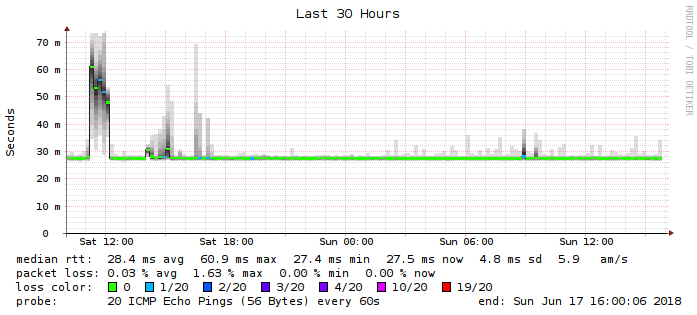 Last 30 Hours
RRDTOOL / TOBI OETIKER
Seconds
70 m
60 m
50 m
40 m
30 m
20 m
10 m
0
Sat 12:00 Sat 18:00 Sun 00:00 Sun 06:00 Sun 12:00
median rtt: 28.4 ms avg 60.9 ms max 27.4 ms min 27.5 ms now 4.8 ms sd 5.9 am/s
packet loss: 0.03 % avg 1.63 % max 0.00 % min 0.00 % now
loss color: 0 1/20 2/20 3/20 4/20 10/20 19/20
probe: 20 ICMP Echo Pings (56 Bytes) every 60s end: Sun Jun 17 16:00:06 2018